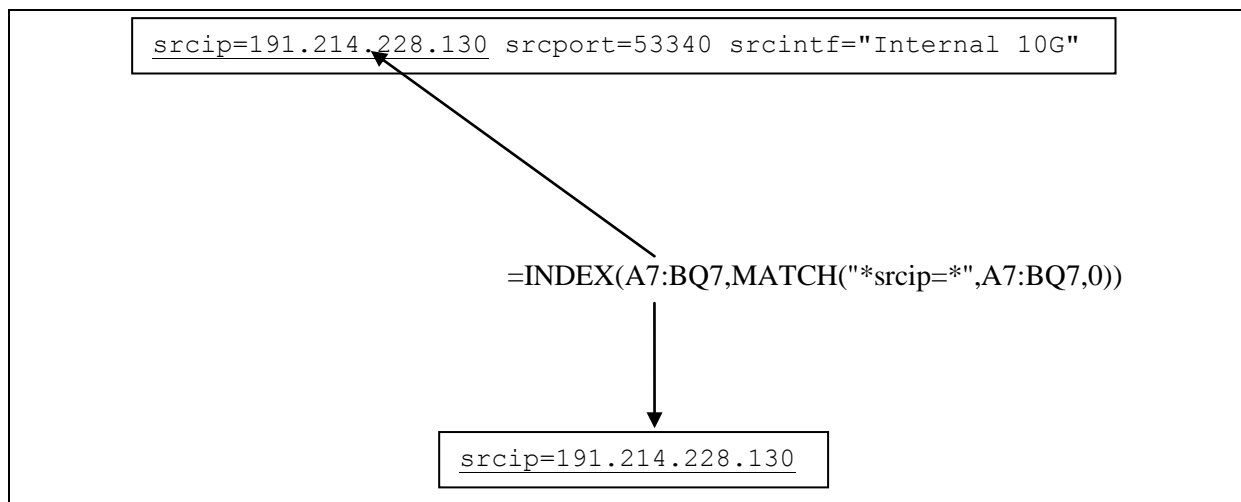 srcip=191.214.228.130 srcport=53340 srcintf="Internal 10G"
=INDEX(A7:BQ7,MATCH("*srcip=*",A7:BQ7,0))
srcip=191.214.228.130